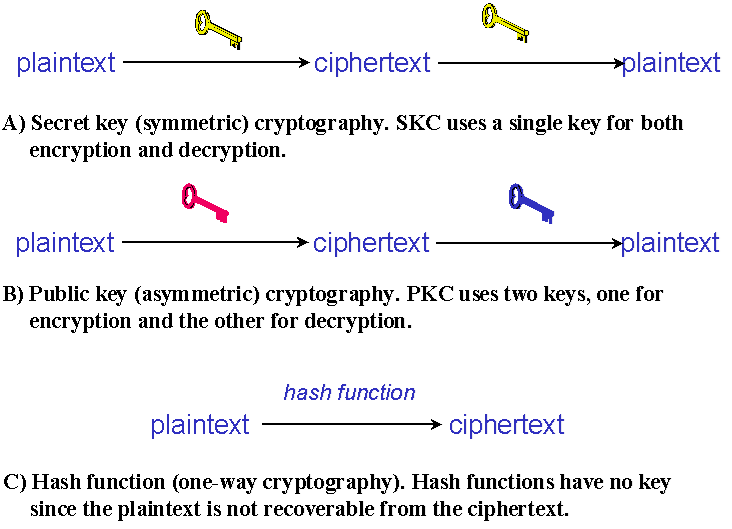 plaintext ciphertext plaintext
A) Secret key (symmetric) cryptography. SKC uses a single key for both
encryption and decryption.
plaintext ciphertext plaintext
B) Public key (asymmetric) cryptography. PKC uses two keys, one for
encryption and the other for decryption.
hash function
plaintext ciphertext
C) Hash function (one-way cryptography). Hash functions have no key
since the plaintext is not recoverable from the ciphertext.